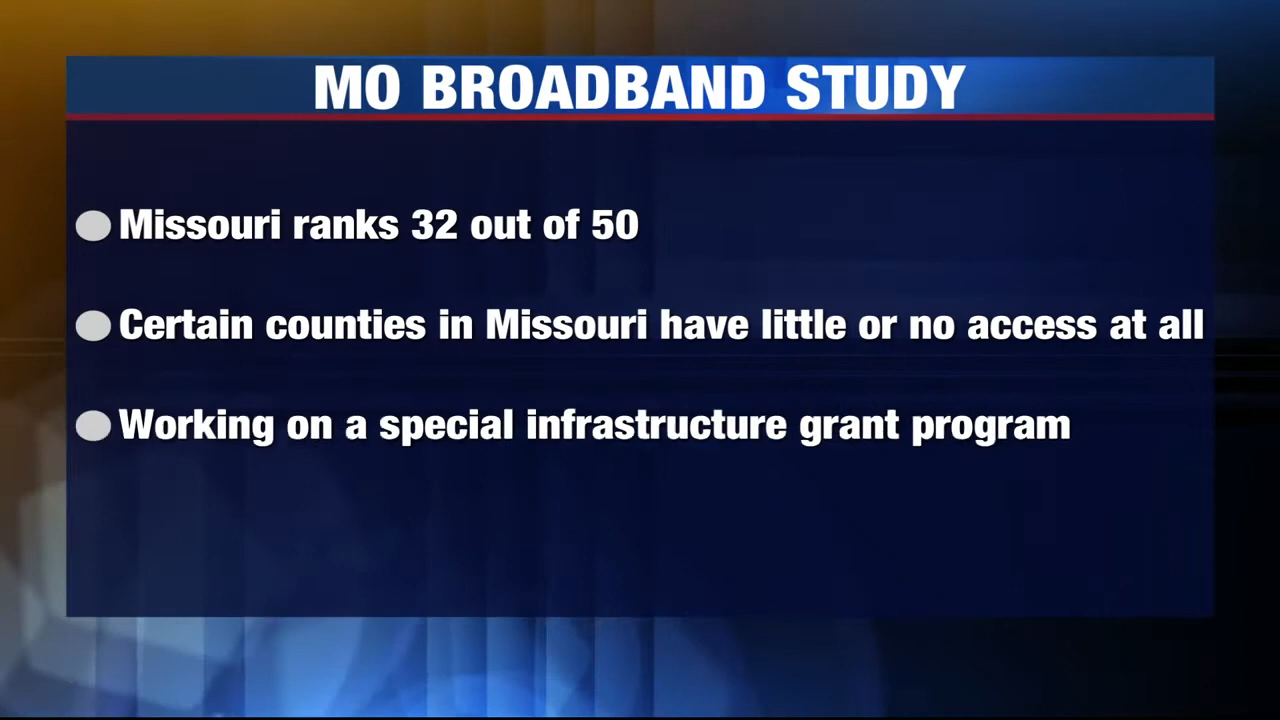 MO BROADBAND STUDY
Missouri ranks 32 out of 50
Certain counties in Missouri have little or no access at all
Working on a special infrastructure grant program